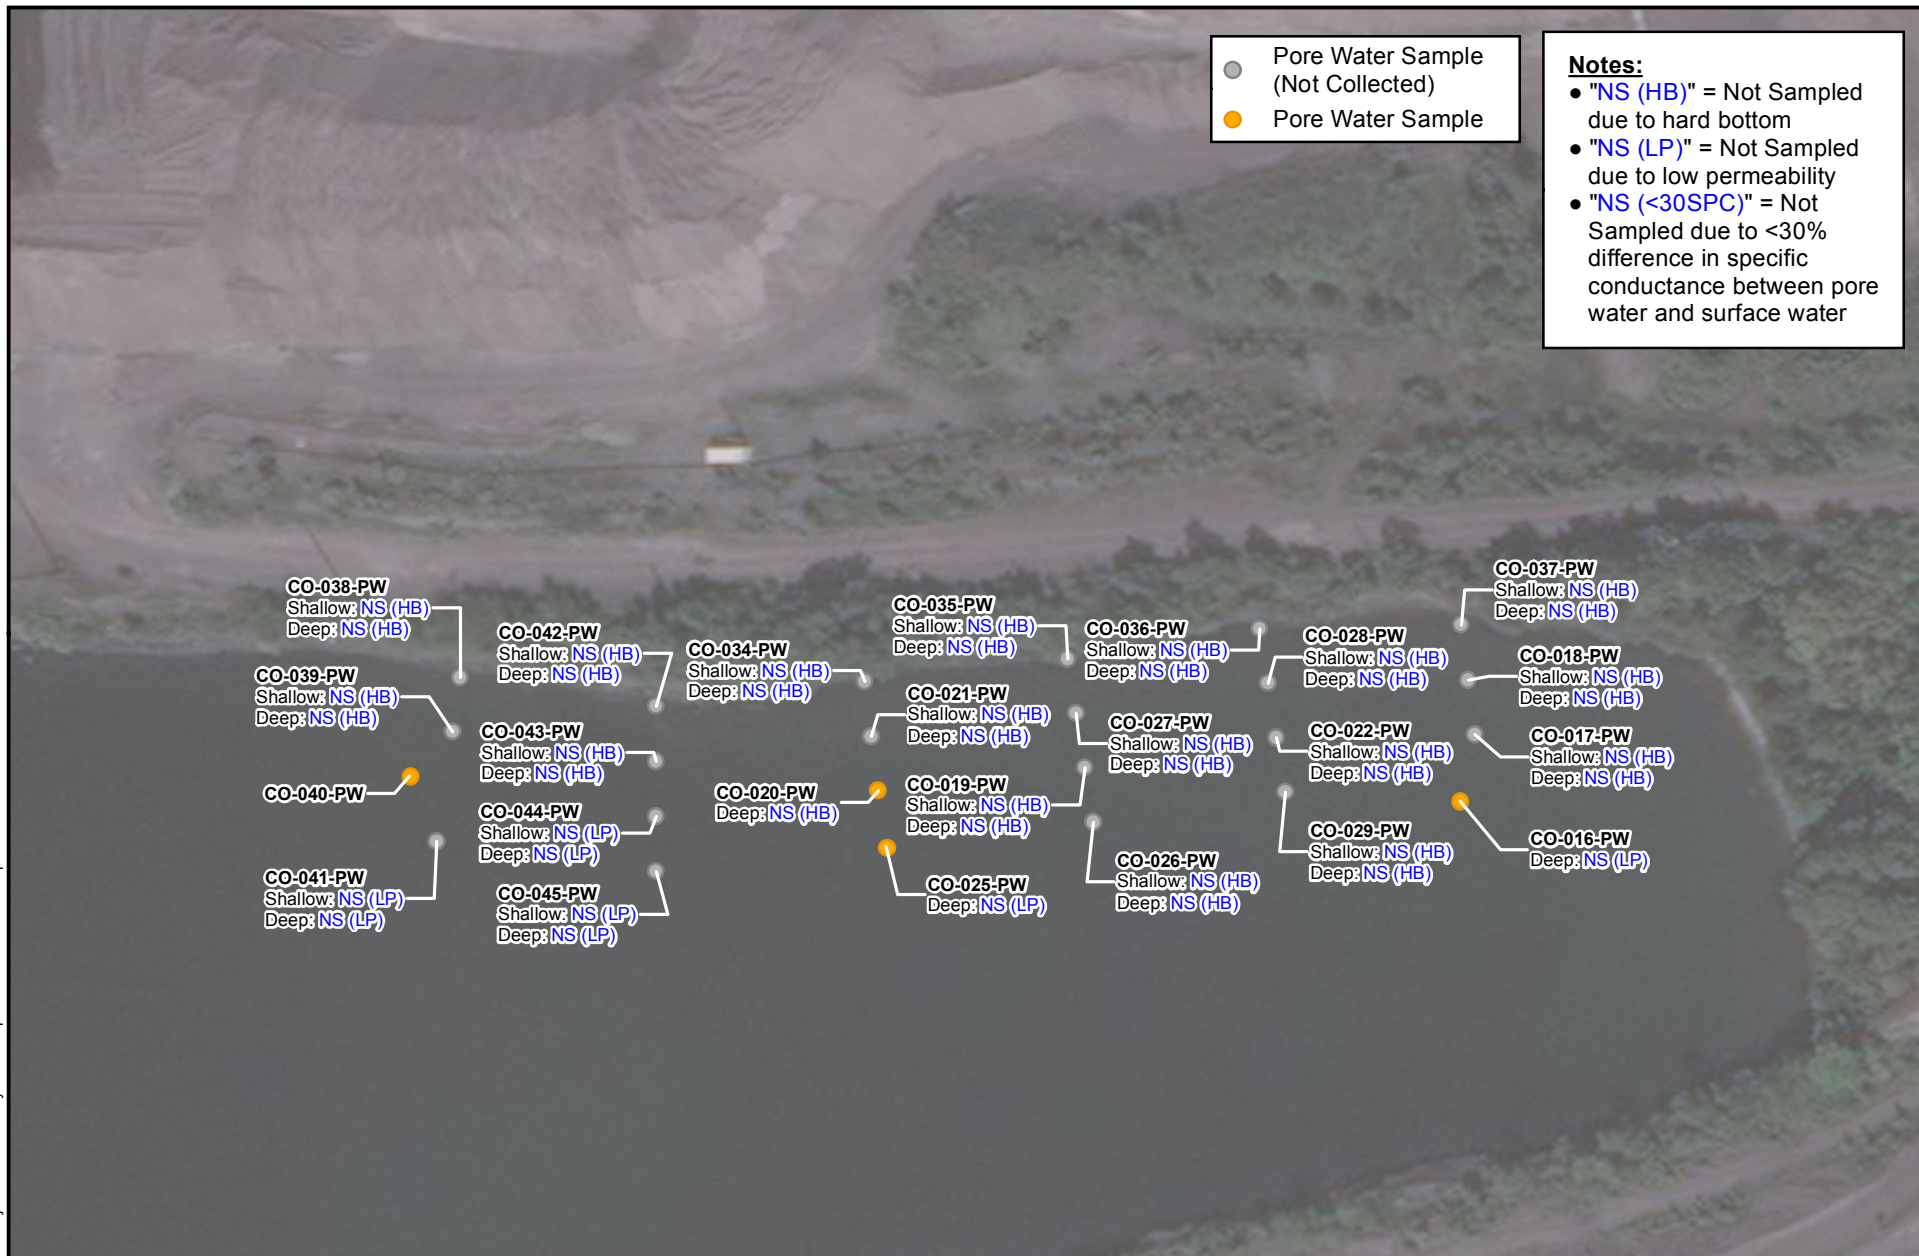 Pore Water Sample
(Not Collected)
Pore Water Sample
Notes:
● "NS (HB)" = Not Sampled
due to hard bottom
● "NS (LP)" = Not Sampled
due to low permeability
● "NS (<30SPC)" = Not
Sampled due to <30%
difference in specific
conductance between pore
water and surface water
CO-038-PW
Shallow: NS (HB)
Deep: NS (HB)
CO-039-PW
Shallow: NS (HB)
Deep: NS (HB)
CO-040-PW
CO-041-PW
Shallow: NS (LP)
Deep: NS (LP)
CO-042-PW
Shallow: NS (HB)
Deep: NS (HB)
CO-043-PW
Shallow: NS (HB)
Deep: NS (HB)
CO-044-PW
Shallow: NS (LP)
Deep: NS (LP)
CO-045-PW
Shallow: NS (LP)
Deep: NS (LP)
CO-034-PW
Shallow: NS (HB)
Deep: NS (HB)
CO-020-PW
Deep: NS (HB)
CO-035-PW
Shallow: NS (HB)
Deep: NS (HB)
CO-021-PW
Shallow: NS (HB)
Deep: NS (HB)
CO-019-PW
Shallow: NS (HB)
Deep: NS (HB)
CO-025-PW
Deep: NS (LP)
CO-036-PW
Shallow: NS (HB)
Deep: NS (HB)
CO-027-PW
Shallow: NS (HB)
Deep: NS (HB)
CO-026-PW
Shallow: NS (HB)
Deep: NS (HB)
CO-028-PW
Shallow: NS (HB)
Deep: NS (HB)
CO-022-PW
Shallow: NS (HB)
Deep: NS (HB)
CO-029-PW
Shallow: NS (HB)
Deep: NS (HB)
CO-037-PW
Shallow: NS (HB)
Deep: NS (HB)
CO-018-PW
Shallow: NS (HB)
Deep: NS (HB)
CO-017-PW
Shallow: NS (HB)
Deep: NS (HB)
CO-016-PW
Deep: NS (LP)